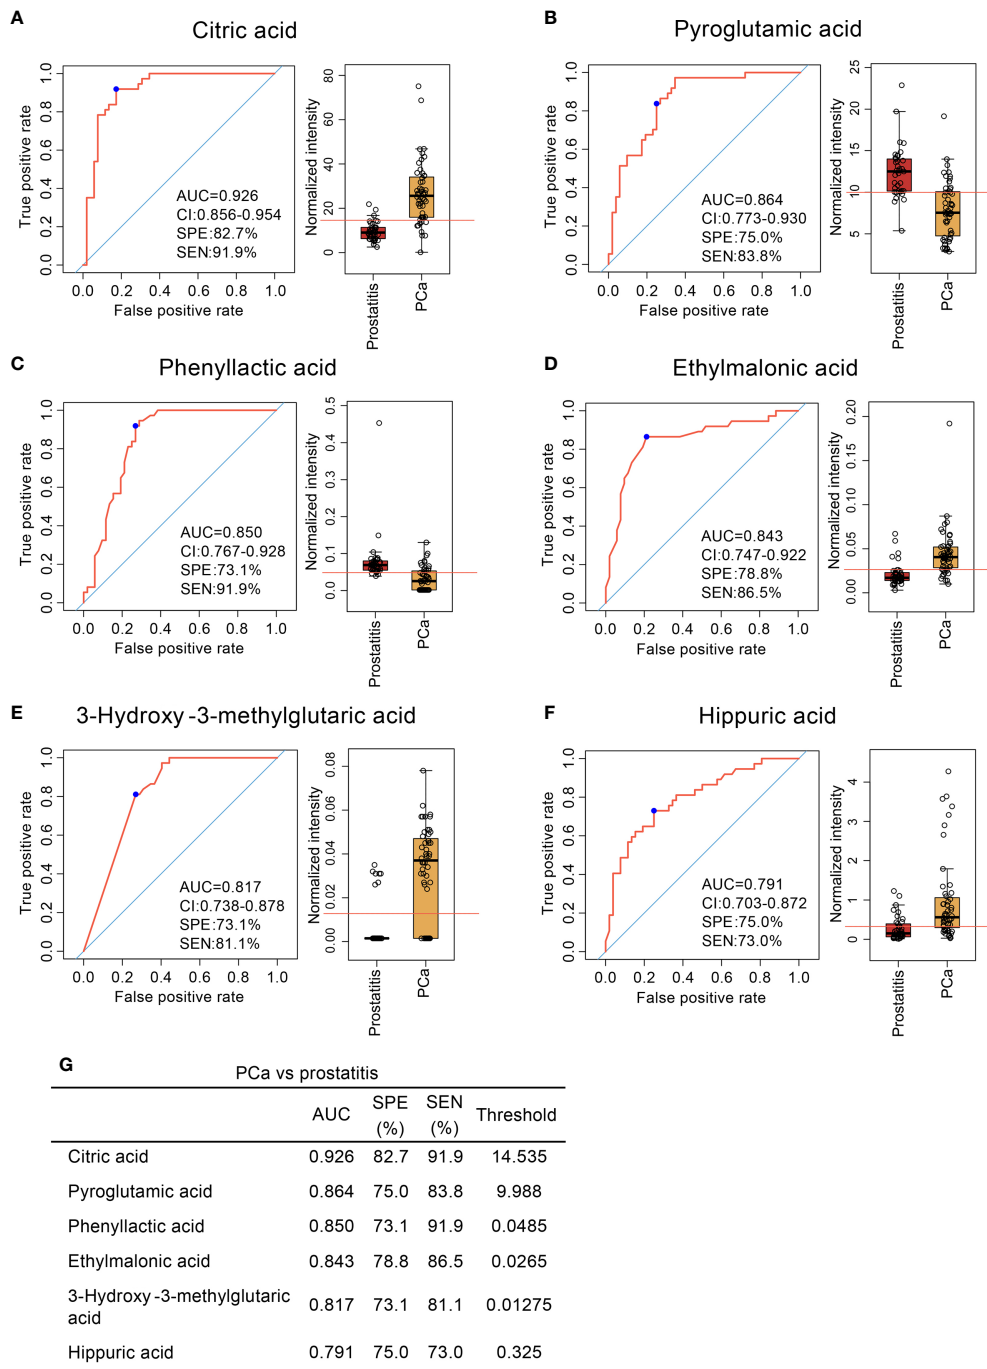 A
Citric acid
True positive rate
1.0
0.8
0.6
0.4
0.2
0.0
AUC=0.926
CI:0.856-0.954
SPE:82.7%
SEN:91.9%
0.0 0.2 0.4 0.6 0.8 1.0
False positive rate
Normalized intensity
80
60
40
20
0
Prostatitis
PCa
B
Pyroglutamic acid
True positive rate
1.0
0.8
0.6
0.4
0.2
0.0
AUC=0.864
CI:0.773-0.930
SPE:75.0%
SEN:83.8%
0.0 0.2 0.4 0.6 0.8 1.0
False positive rate
Normalized intensity
25
20
15
10
5
Prostatitis
PCa
C
Phenyllactic acid
True positive rate
1.0
0.8
0.6
0.4
0.2
0.0
AUC=0.850
CI:0.767-0.928
SPE:73.1%
SEN:91.9%
0.0 0.2 0.4 0.6 0.8 1.0
False positive rate
Normalized intensity
0.5
0.4
0.3
0.2
0.1
0.0
Prostatitis
PCa
D
Ethylmalonic acid
True positive rate
1.0
0.8
0.6
0.4
0.2
0.0
AUC=0.843
CI:0.747-0.922
SPE:78.8%
SEN:86.5%
0.0 0.2 0.4 0.6 0.8 1.0
False positive rate
Normalized intensity
0.20
0.15
0.10
0.05
0.00
Prostatitis
PCa
E
3-Hydroxy-3-methylglutaric acid
True positive rate
1.0
0.8
0.6
0.4
0.2
0.0
AUC=0.817
CI:0.738-0.878
SPE:73.1%
SEN:81.1%
0.0 0.2 0.4 0.6 0.8 1.0
False positive rate
Normalized intensity
0.08
0.06
0.04
0.02
0.00
Prostatitis
PCa
F
Hippuric acid
True positive rate
1.0
0.8
0.6
0.4
0.2
0.0
AUC=0.791
CI:0.703-0.872
SPE:75.0%
SEN:73.0%
0.0 0.2 0.4 0.6 0.8 1.0
False positive rate
Normalized intensity
4
3
2
1
0
Prostatitis
PCa
G
PCa vs prostatitis
AUC SPE (%) SEN (%) Threshold
Citric acid 0.926 82.7 91.9 14.535
Pyroglutamic acid 0.864 75.0 83.8 9.988
Phenyllactic acid 0.850 73.1 91.9 0.0485
Ethylmalonic acid 0.843 78.8 86.5 0.0265
3-Hydroxy-3-methylglutaric
acid 0.817 73.1 81.1 0.01275
Hippuric acid 0.791 75.0 73.0 0.325